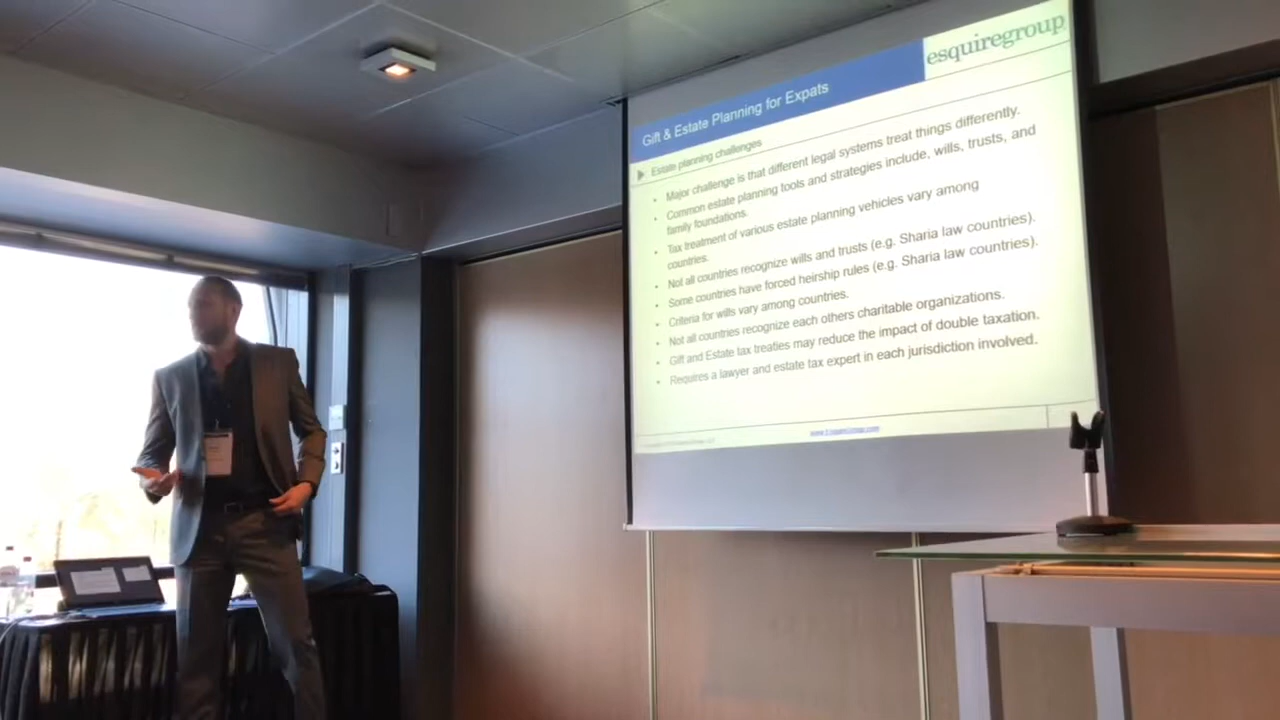 esquiregroup
Gift & Estate Planning for Expats
Estate planning challenges
• Major challenge is that different legal systems treat things differently.
• Common estate planning tools and strategies include, wills, trusts, and
family foundations.
• Tax treatment of various estate planning vehicles vary among
countries.
• Not all countries recognize wills and trusts (e.g. Sharia law countries).
• Some countries have forced heirship rules (e.g. Sharia law countries).
• Criteria for wills vary among countries.
• Not all countries recognize each others charitable organizations.
• Gift and Estate tax treaties may reduce the impact of double taxation.
• Requires a lawyer and estate tax expert in each jurisdiction involved.
www.EsquireGroup.com